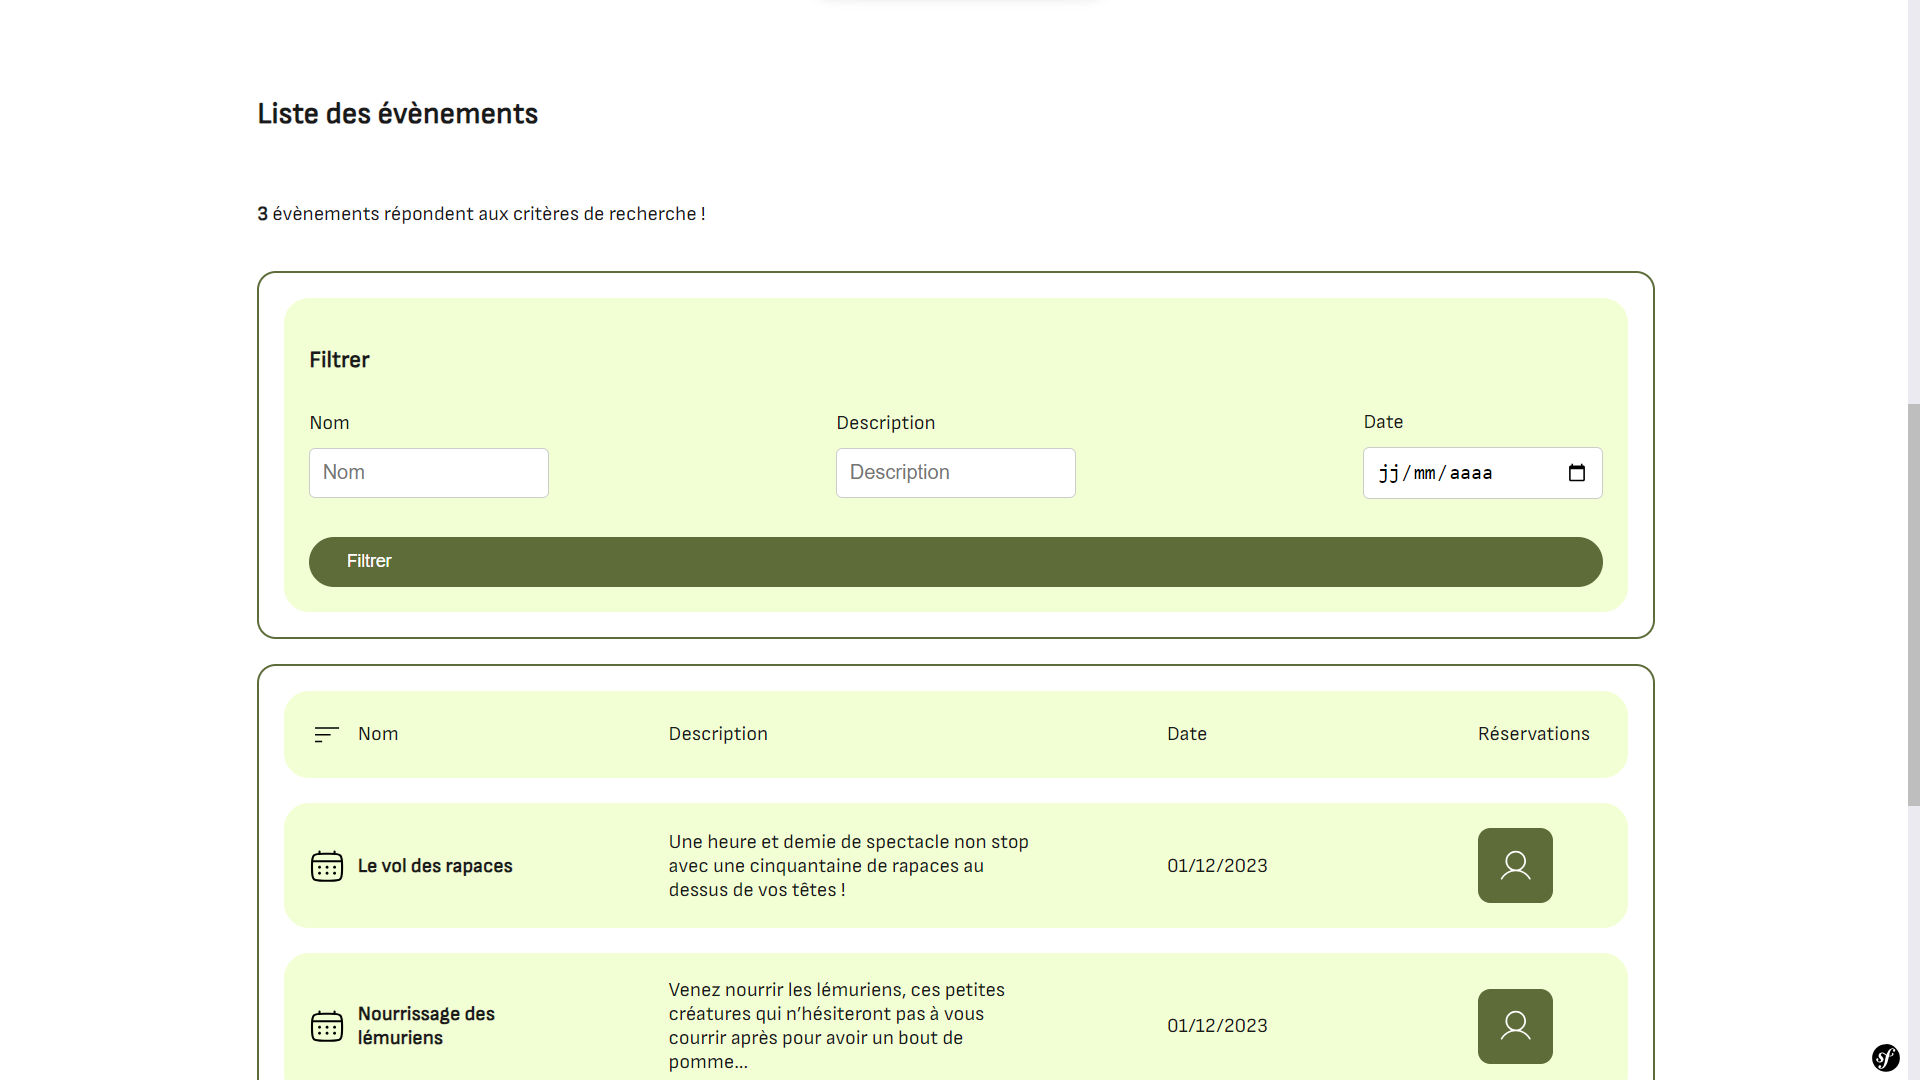 Liste des évènements
3 évènements répondent aux critères de recherche !
Filtrer
Nom
Description
Date
Nom
Description
jj/mm/aaaa
Filtrer
Nom
Description
Date
Réservations
Le vol des rapaces
Une heure et demie de spectacle non stop
avec une cinquantaine de rapaces au
dessus de vos têtes !
01/12/2023
Nourrissage des
lémuriens
Venez nourrir les lémuriens, ces petites
créatures qui n’hésiteront pas à vous
courrir après pour avoir un bout de
pomme...
01/12/2023
sf